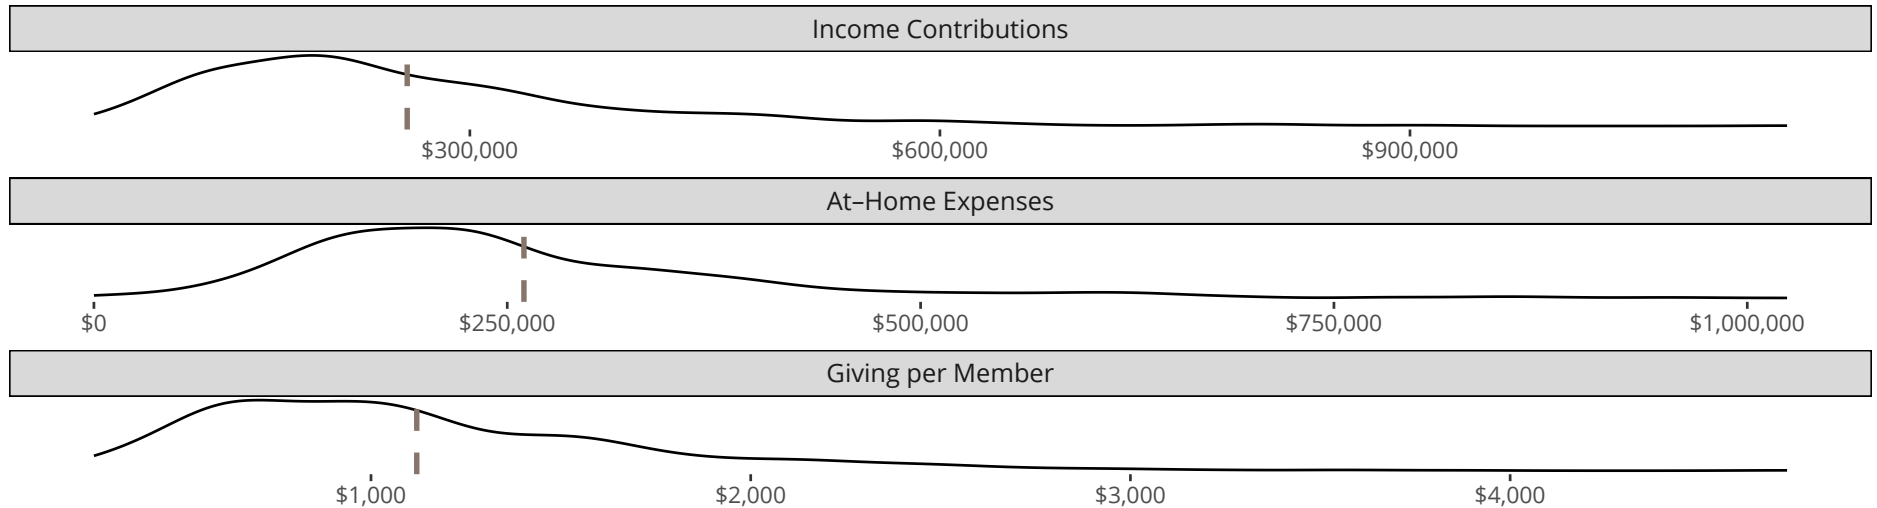 Income Contributions
$300,000 $600,000 $900,000
At–Home Expenses
$0 $250,000 $500,000 $750,000 $1,000,000
Giving per Member
$1,000 $2,000 $3,000 $4,000